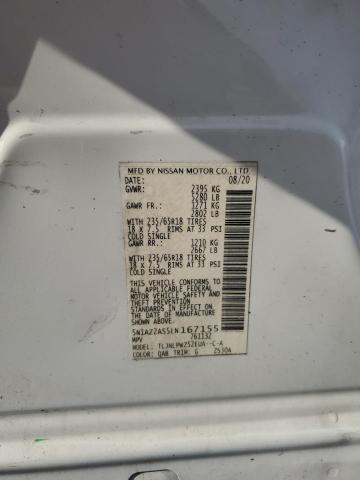 MFD BY NISSAN MOTOR CO., LTD.
DATE: 08/20
GVWR: 2395 KG
5280 LB
GAWR FR.: 1271 KG
2802 LB
WITH 235/65R18 TIRES
18 x 7.5 RIMS AT 33 PSI
COLD SINGLE
GAWR RR.: 1210 KG
2667 LB
WITH 235/65R18 TIRES
18 x 7.5 RIMS AT 33 PSI
COLD SINGLE
THIS VEHICLE CONFORMS TO
ALL APPLICABLE FEDERAL
MOTOR VEHICLE SAFETY
STANDARDS IN EFFECT ON
THE DATE OF MANUFACTURE
SHOWN ABOVE.
5N1AZ2AS5LN167155
MPV 761132
MODEL: TLJNLPWZ52EUA--C-A
COLOR: QAB TRIM: G Z530A